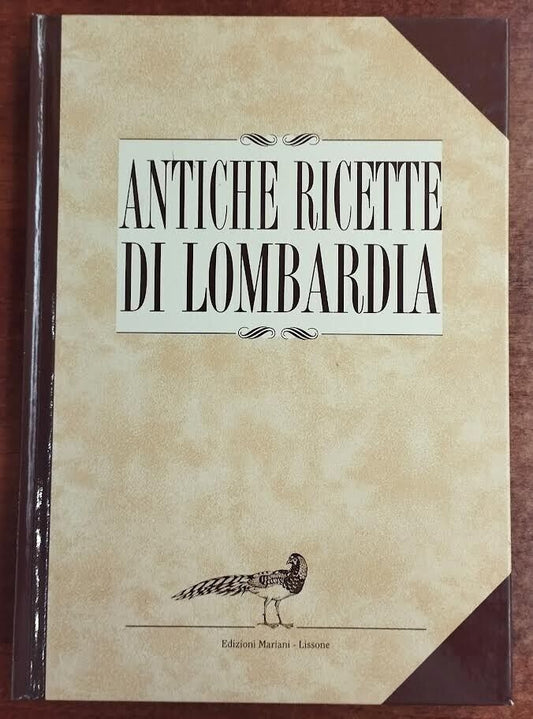 ANTICHE RICETTE
DI LOMBARDIA
Edizioni Mariani - Lissone